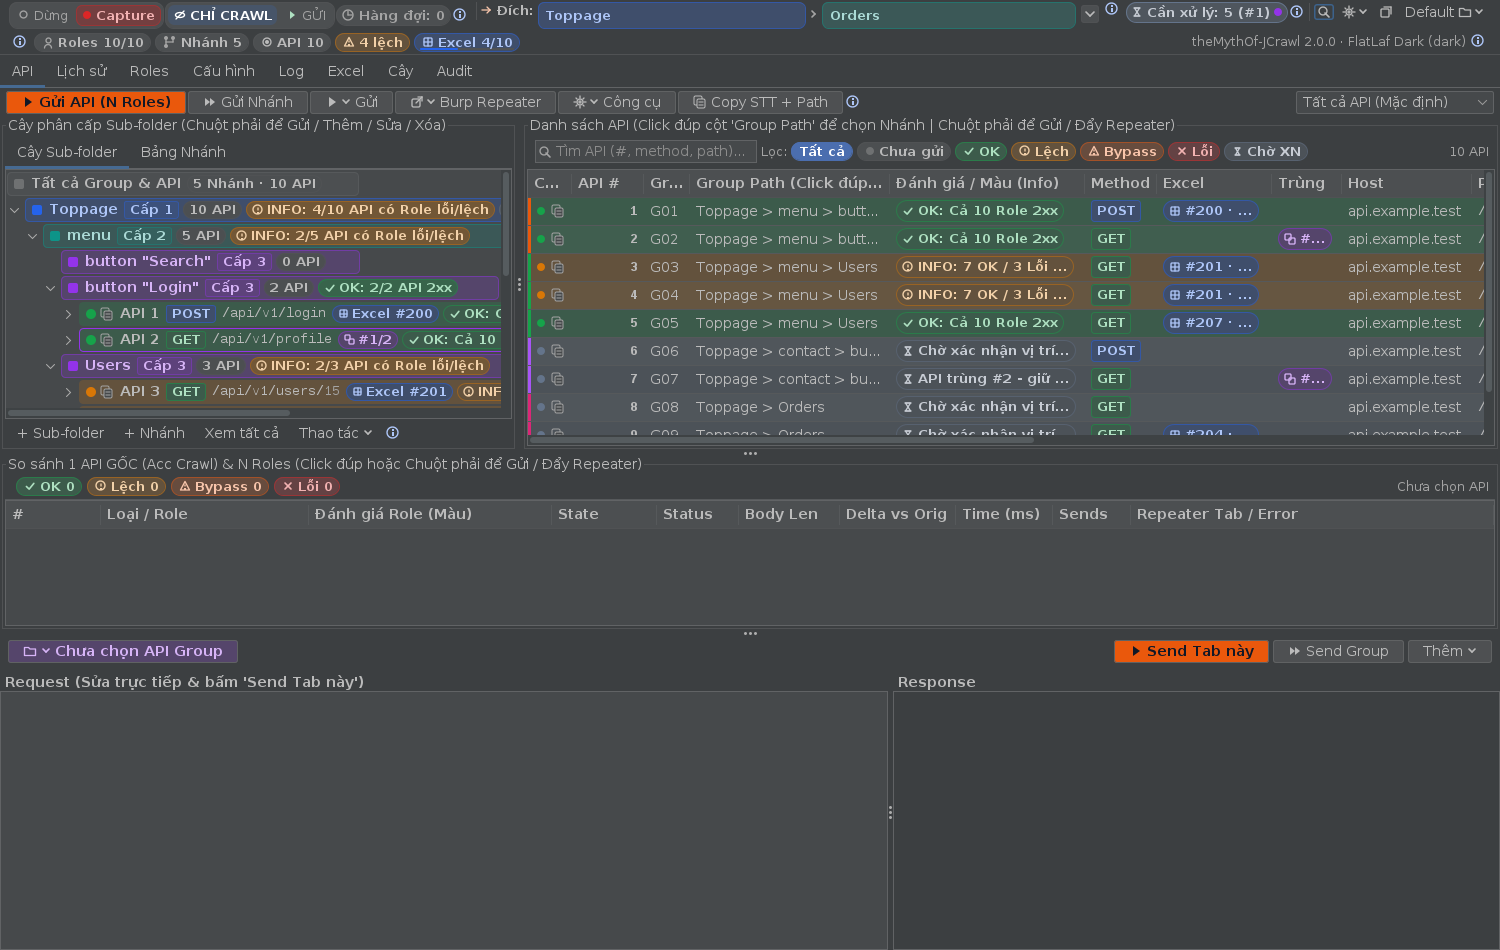 Dừng Capture CHỈ CRAWL GỬI Hàng đợi: 0 Đích: Toppage › Orders Cần xử lý: 5 (#1) Default
Roles 10/10 Nhánh 5 API 10 4 lệch Excel 4/10 theMythOf-JCrawl 2.0.0 · FlatLaf Dark (dark)
API Lịch sử Roles Cấu hình Log Excel Cây Audit
Gửi API (N Roles) Gửi Nhánh Gửi Burp Repeater Công cụ Copy STT + Path Tất cả API (Mặc định)
Cây phân cấp Sub-folder (Chuột phải để Gửi / Thêm / Sửa / Xóa)
Cây Sub-folder Bảng Nhánh
Tất cả Group & API 5 Nhánh · 10 API
Toppage Cấp 1 10 API INFO: 4/10 API có Role lỗi/lệch
menu Cấp 2 5 API INFO: 2/5 API có Role lỗi/lệch
button "Search" Cấp 3 0 API
button "Login" Cấp 3 2 API OK: 2/2 API 2xx
API 1 POST /api/v1/login Excel #200 OK:
API 2 GET /api/v1/profile #1/2 OK: Cả 10
Users Cấp 3 3 API INFO: 2/3 API có Role lỗi/lệch
API 3 GET /api/v1/users/15 Excel #201 INF
+ Sub-folder + Nhánh Xem tất cả Thao tác
Danh sách API (Click đúp cột 'Group Path' để chọn Nhánh | Chuột phải để Gửi / Đẩy Repeater)
Tìm API (#, method, path)... Lọc: Tất cả Chưa gửi OK Lệch Bypass Lỗi Chờ XN 10 API
C... API # Gr... Group Path (Click đúp... Đánh giá / Màu (Info) Method Excel Trùng Host
1 G01 Toppage > menu > butt... OK: Cả 10 Role 2xx POST #200 · ... api.example.test /
2 G02 Toppage > menu > butt... OK: Cả 10 Role 2xx GET #... api.example.test /
3 G03 Toppage > menu > Users INFO: 7 OK / 3 Lỗi ... GET #201 · ... api.example.test /
4 G04 Toppage > menu > Users INFO: 7 OK / 3 Lỗi ... GET #201 · ... api.example.test /
5 G05 Toppage > menu > Users OK: Cả 10 Role 2xx GET #207 · ... api.example.test /
6 G06 Toppage > contact > bu... Chờ xác nhận vị trí... POST api.example.test /
7 G07 Toppage > contact > bu... API trùng #2 - giữ ... GET #... api.example.test /
8 G08 Toppage > Orders Chờ xác nhận vị trí... GET api.example.test /
9 G09 Toppage > Orders Chờ xác nhận vị trí... GET #204 · api.example.test /
So sánh 1 API GỐC (Acc Crawl) & N Roles (Click đúp hoặc Chuột phải để Gửi / Đẩy Repeater)
OK 0 Lệch 0 Bypass 0 Lỗi 0 Chưa chọn API
# Loại / Role Đánh giá Role (Màu) State Status Body Len Delta vs Orig Time (ms) Sends Repeater Tab / Error
Chưa chọn API Group Send Tab này Send Group Thêm
Request (Sửa trực tiếp & bấm 'Send Tab này')
Response